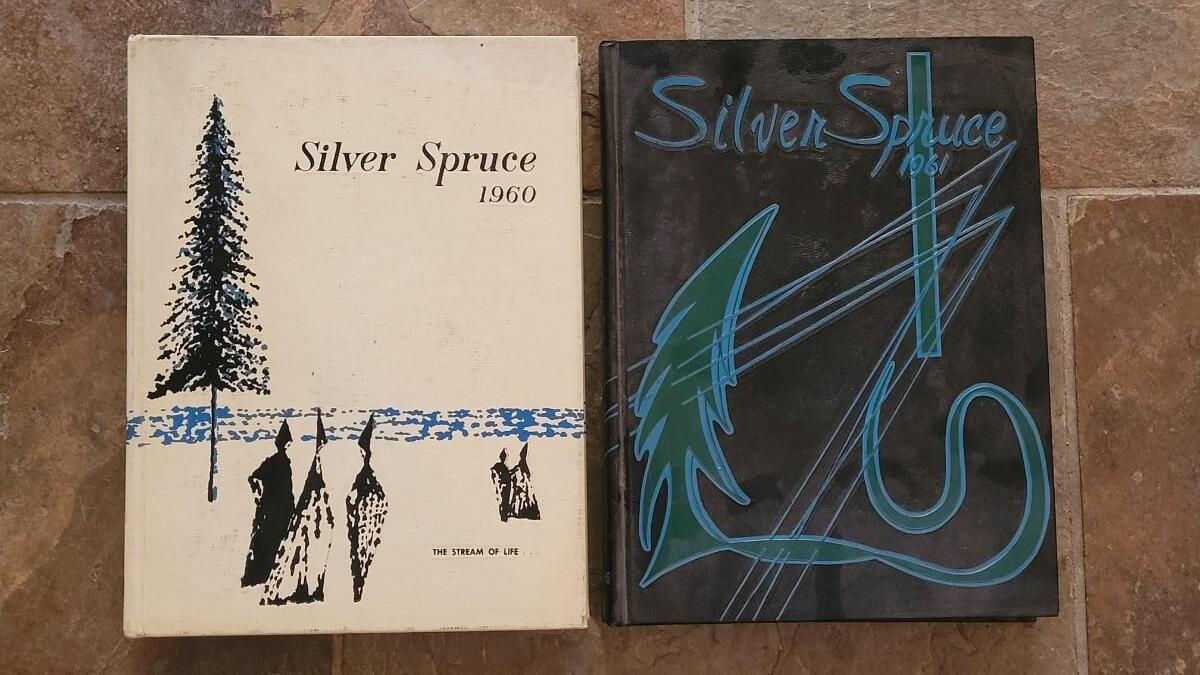 Silver Spruce
1960
THE STREAM OF LIFE . . .
Silver Spruce
1961